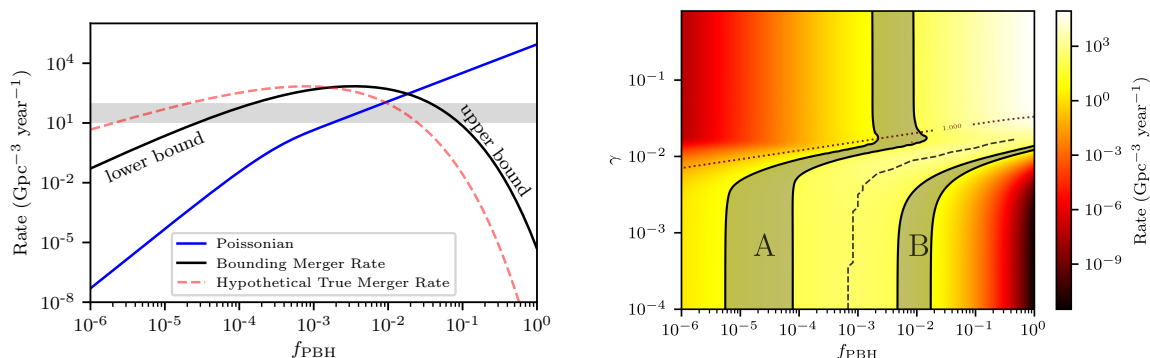 Rate (Gpc⁻³ year⁻¹)
10⁴
10¹
10⁻²
10⁻⁵
10⁻⁸
lower bound
upper bound
Poissonian
Bounding Merger Rate
Hypothetical True Merger Rate
10⁻⁶ 10⁻⁵ 10⁻⁴ 10⁻³ 10⁻² 10⁻¹ 10⁰
f_PBH
γ
10⁻¹
10⁻²
10⁻³
10⁻⁴
1.000
A
B
10⁻⁶ 10⁻⁵ 10⁻⁴ 10⁻³ 10⁻² 10⁻¹ 10⁰
f_PBH
10³
10⁰
10⁻³
10⁻⁶
10⁻⁹
Rate (Gpc⁻³ year⁻¹)